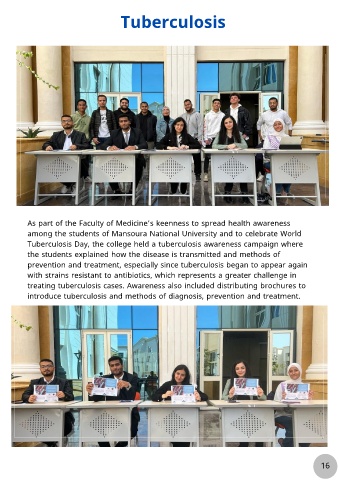 Tuberculosis
As part of the Faculty of Medicine's keenness to spread health awareness
among the students of Mansoura National University and to celebrate World
Tuberculosis Day, the college held a tuberculosis awareness campaign where
the students explained how the disease is transmitted and methods of
prevention and treatment, especially since tuberculosis began to appear again
with strains resistant to antibiotics, which represents a greater challenge in
treating tuberculosis cases. Awareness also included distributing brochures to
introduce tuberculosis and methods of diagnosis, prevention and treatment.
16